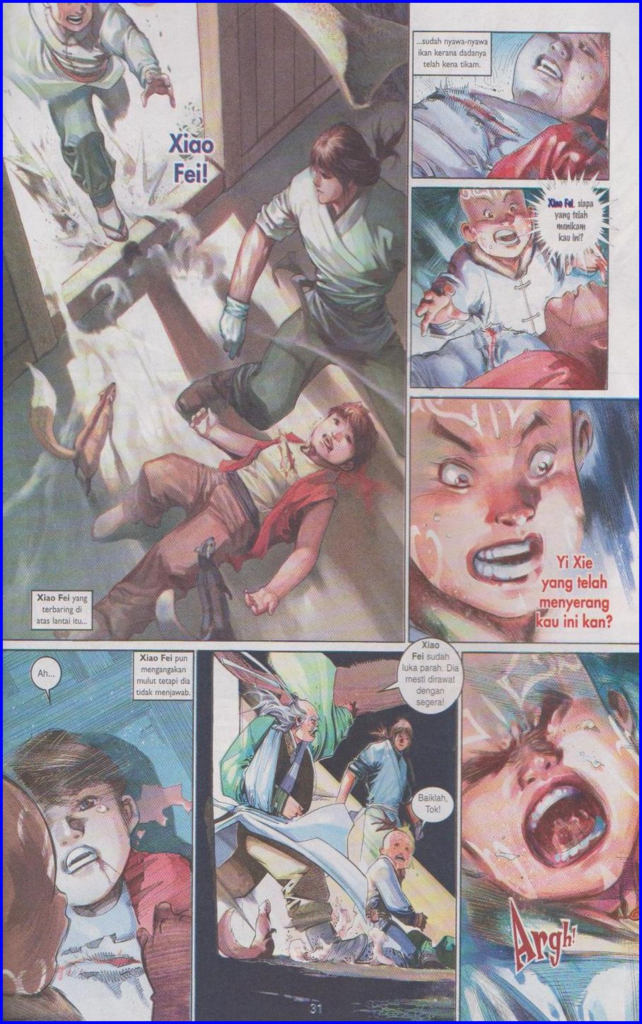 Xiao
Fei!
Xiao Fei yang
terbaring di
atas lantai itu...
...sudah nyawa-nyawa
ikan kerana dadanya
telah kena tikam.
Xiao Fei, siapa
yang telah
menikam
kau ini?
Yi Xie
yang telah
menyerang
kau ini kan?
Ah...
Xiao Fei pun
mengangakan
mulut tetapi dia
tidak menjawab.
Xiao
Fei sudah
luka parah. Dia
mesti dirawat
dengan
segera!
Baiklah,
Tok!
Argh!
31